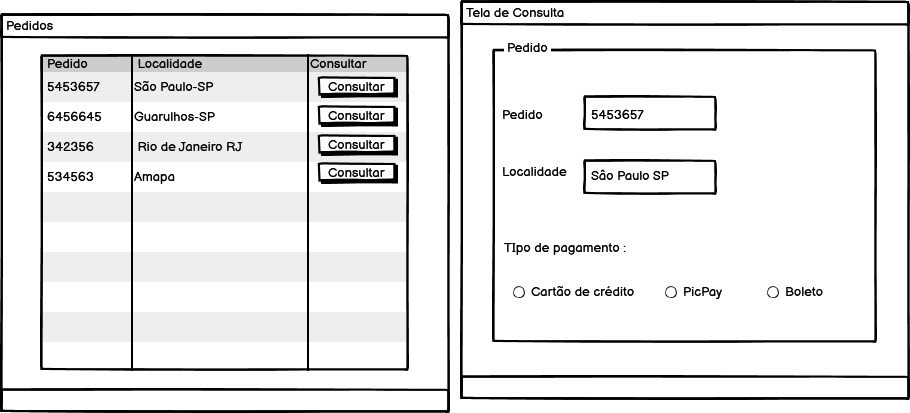 Pedidos
Pedido Localidade Consultar
5453657 São Paulo-SP Consultar
6456645 Guarulhos-SP Consultar
342356 Rio de Janeiro RJ Consultar
534563 Amapa Consultar
Tela de Consulta
Pedido
Pedido 5453657
Localidade São Paulo SP
TIpo de pagamento :
Cartão de crédito PicPay Boleto